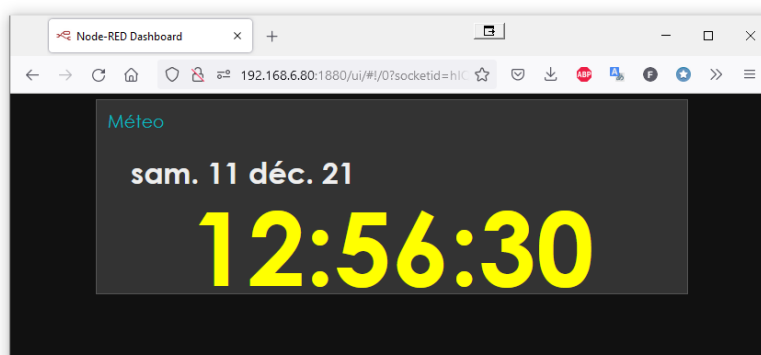 Node-RED Dashboard
192.168.6.80:1880/ui/#!/0?socketid=hIC
ABP
F
Méteo
sam. 11 déc. 21
12:56:30